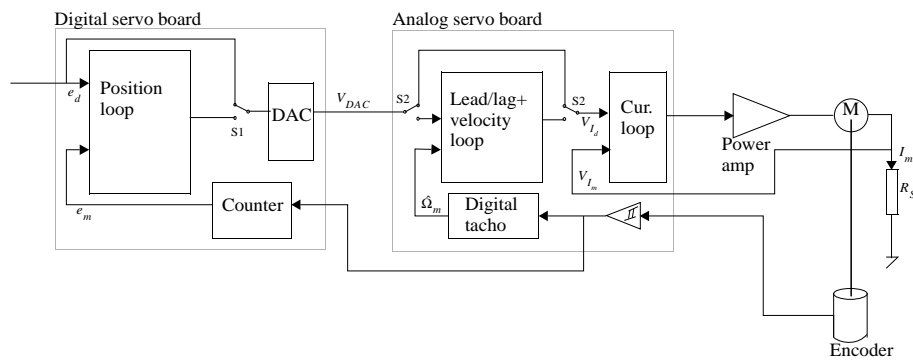 Digital servo board
Analog servo board
e_d
Position
loop
S1
DAC
V_DAC
S2
Lead/lag+
velocity
loop
S2
V_I_d
Cur.
loop
V_I_m
Power
amp
M
I_m
R_S
e_m
Counter
Ω̂_m
Digital
tacho
Encoder